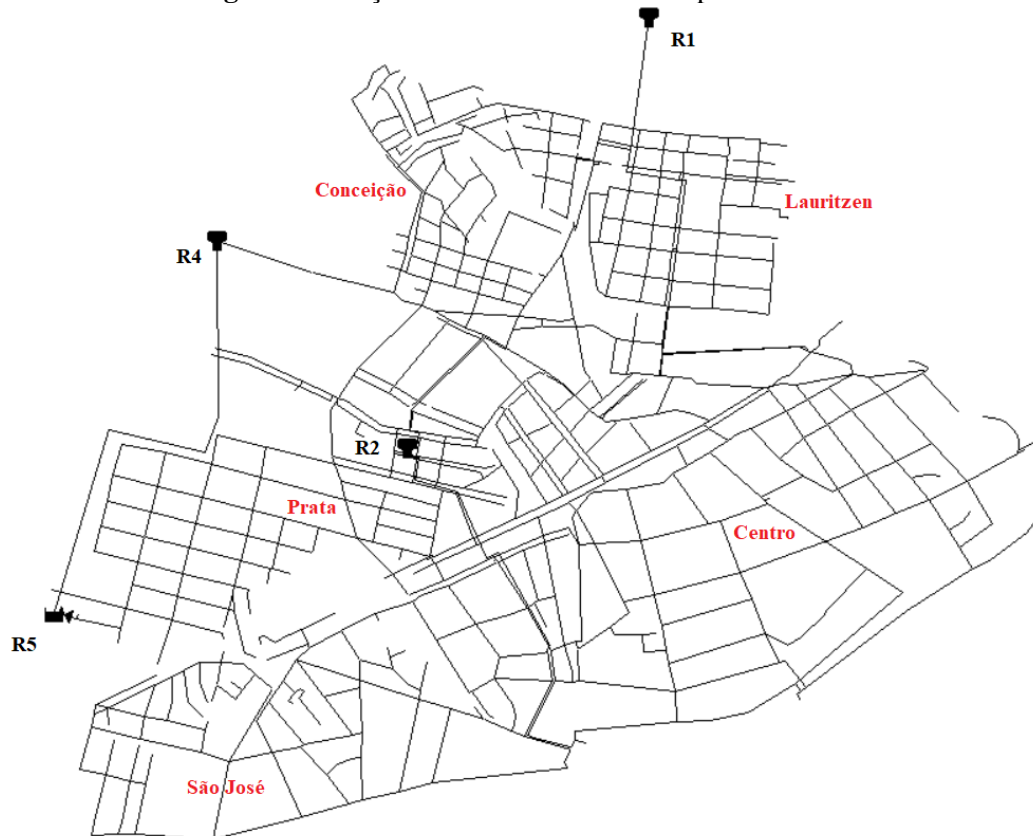 R1
Conceição
Lauritzen
R4
R2
Prata
Centro
R5
São José